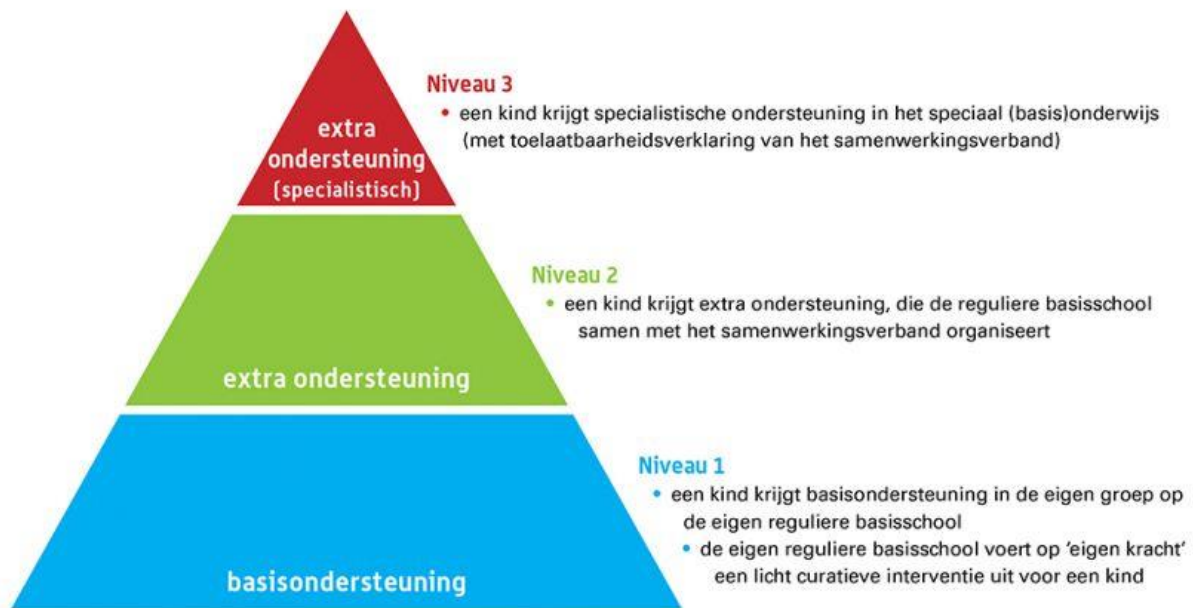 Niveau 3
• een kind krijgt specialistische ondersteuning in het speciaal (basis)onderwijs
(met toelaatbaarheidsverklaring van het samenwerkingsverband)
extra
ondersteuning
(specialistisch)
Niveau 2
• een kind krijgt extra ondersteuning, die de reguliere basisschool
samen met het samenwerkingsverband organiseert
extra ondersteuning
Niveau 1
• een kind krijgt basisondersteuning in de eigen groep op
de eigen reguliere basisschool
• de eigen reguliere basisschool voert op ‘eigen kracht’
een licht curatieve interventie uit voor een kind
basisondersteuning